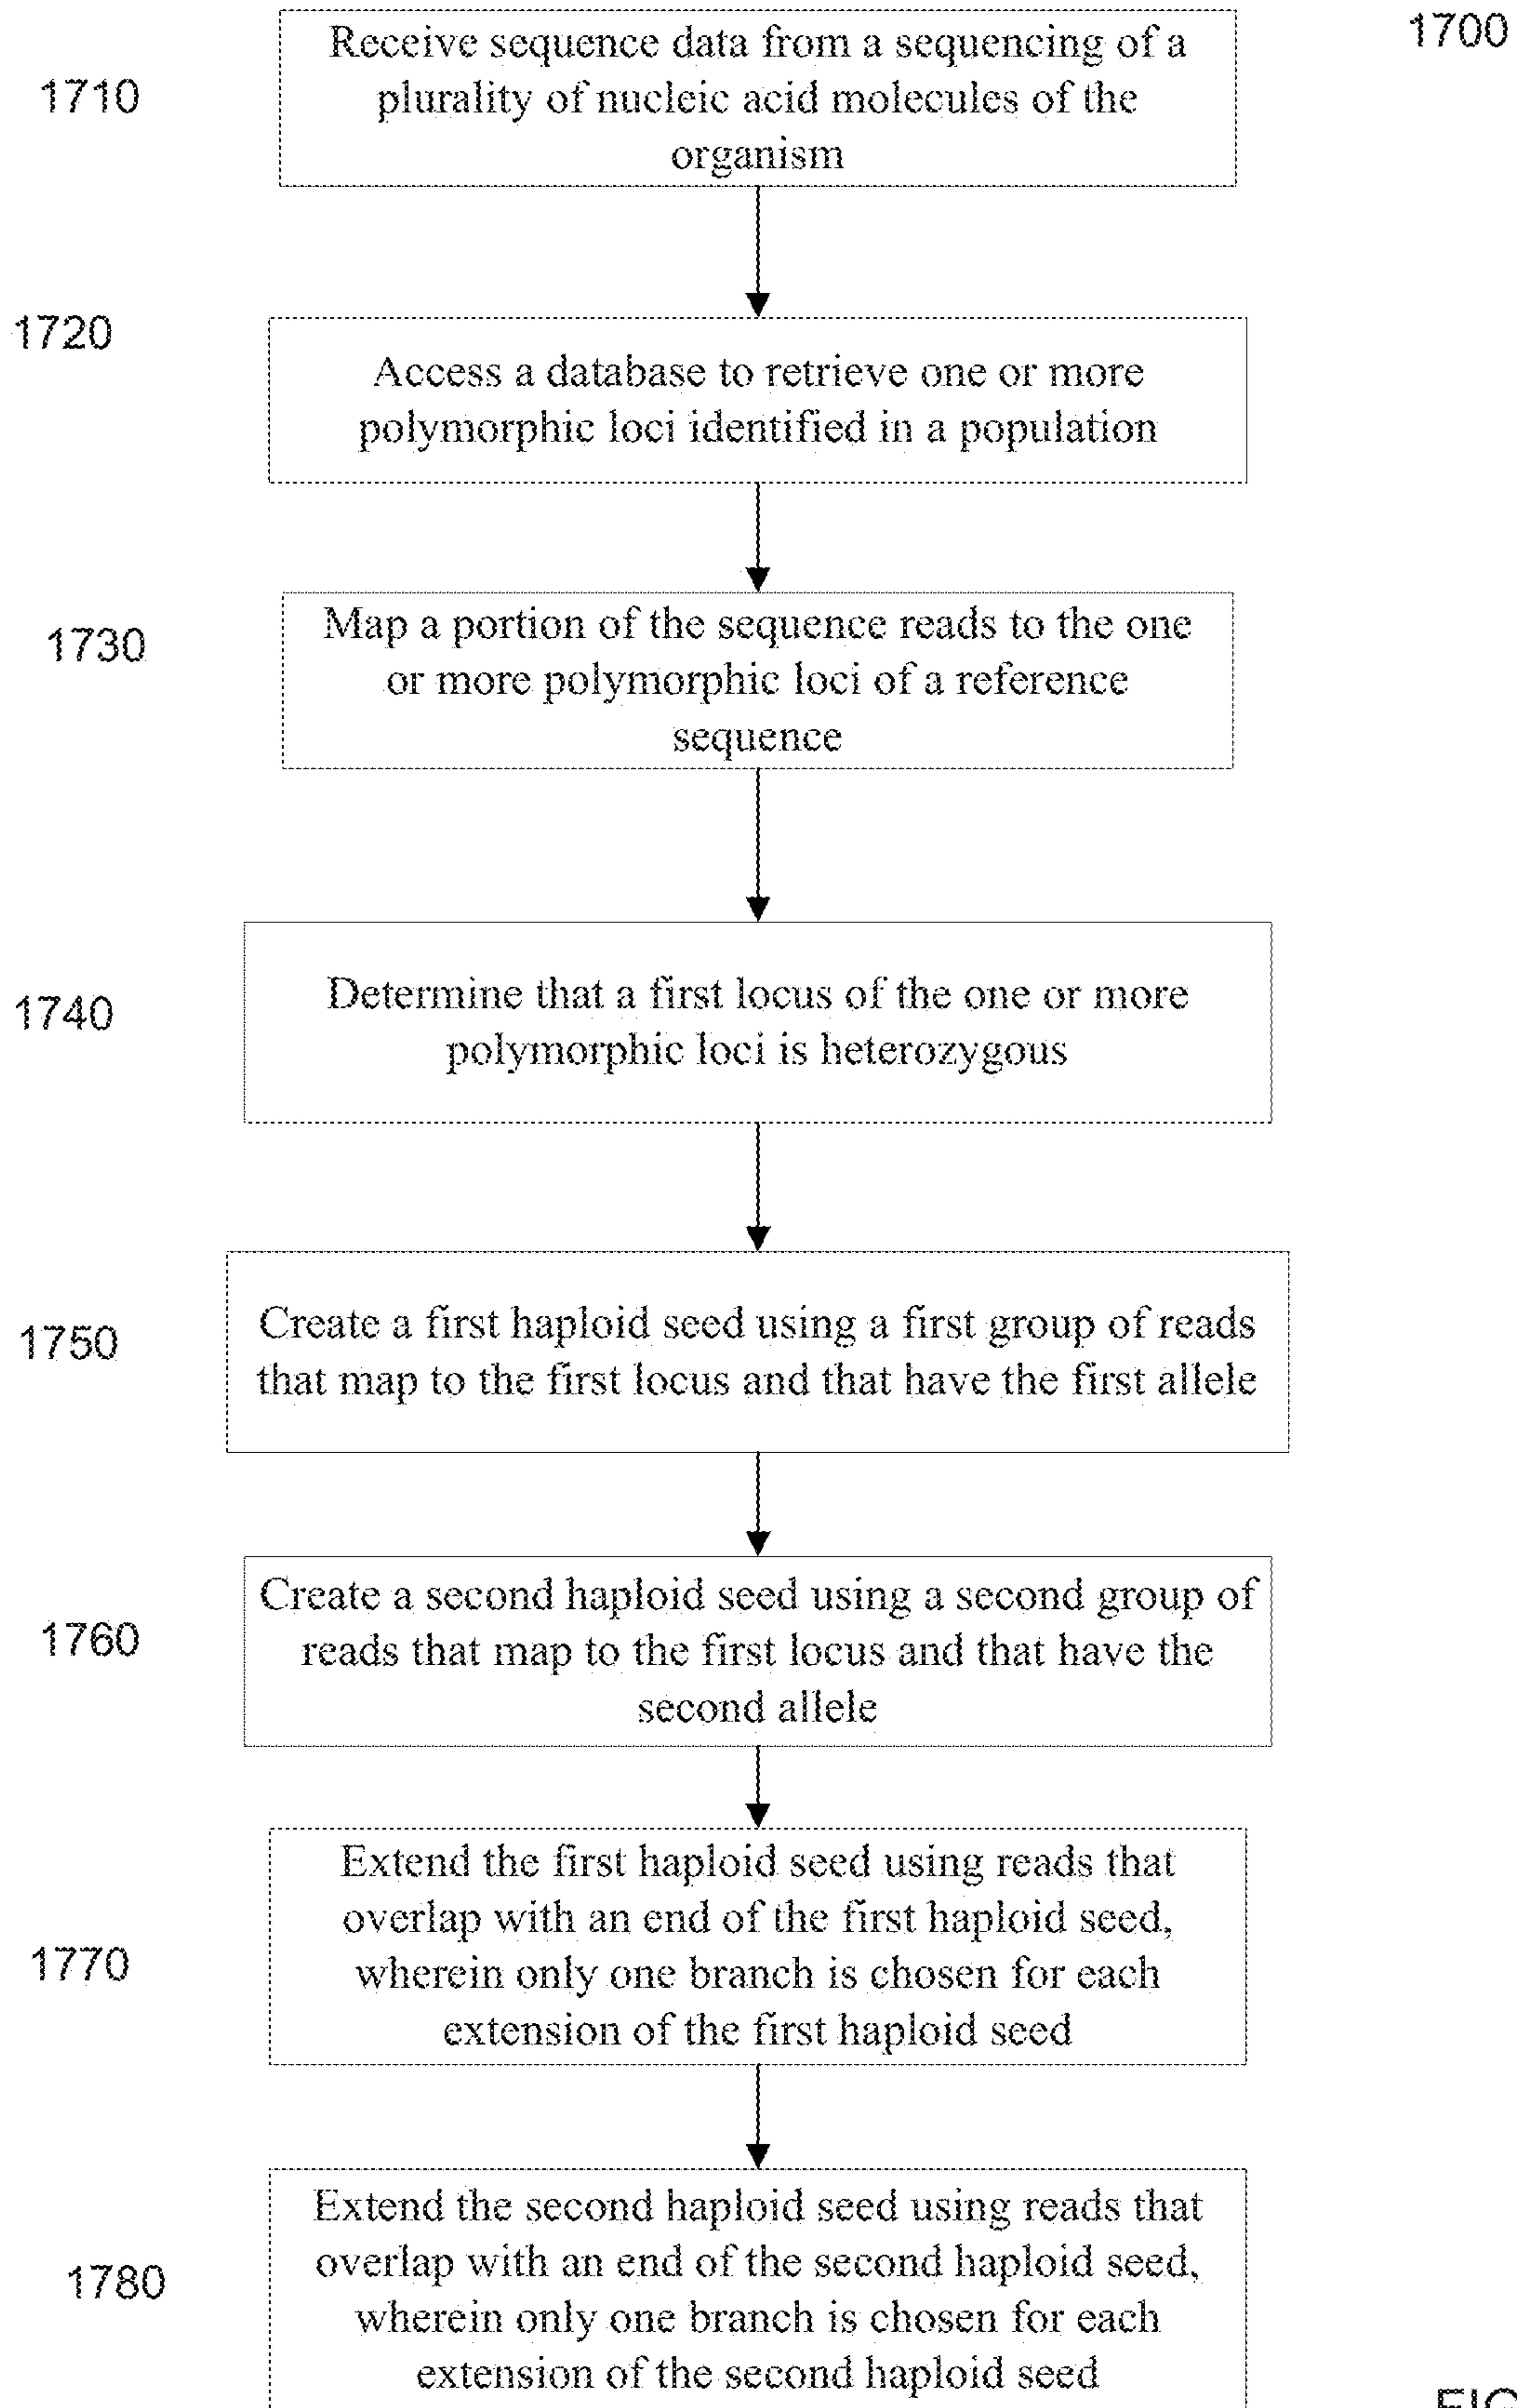 1700
1710
Receive sequence data from a sequencing of a
plurality of nucleic acid molecules of the
organism
1720
Access a database to retrieve one or more
polymorphic loci identified in a population
1730
Map a portion of the sequence reads to the one
or more polymorphic loci of a reference
sequence
1740
Determine that a first locus of the one or more
polymorphic loci is heterozygous
1750
Create a first haploid seed using a first group of reads
that map to the first locus and that have the first allele
1760
Create a second haploid seed using a second group of
reads that map to the first locus and that have the
second allele
1770
Extend the first haploid seed using reads that
overlap with an end of the first haploid seed,
wherein only one branch is chosen for each
extension of the first haploid seed
1780
Extend the second haploid seed using reads that
overlap with an end of the second haploid seed,
wherein only one branch is chosen for each
extension of the second haploid seed